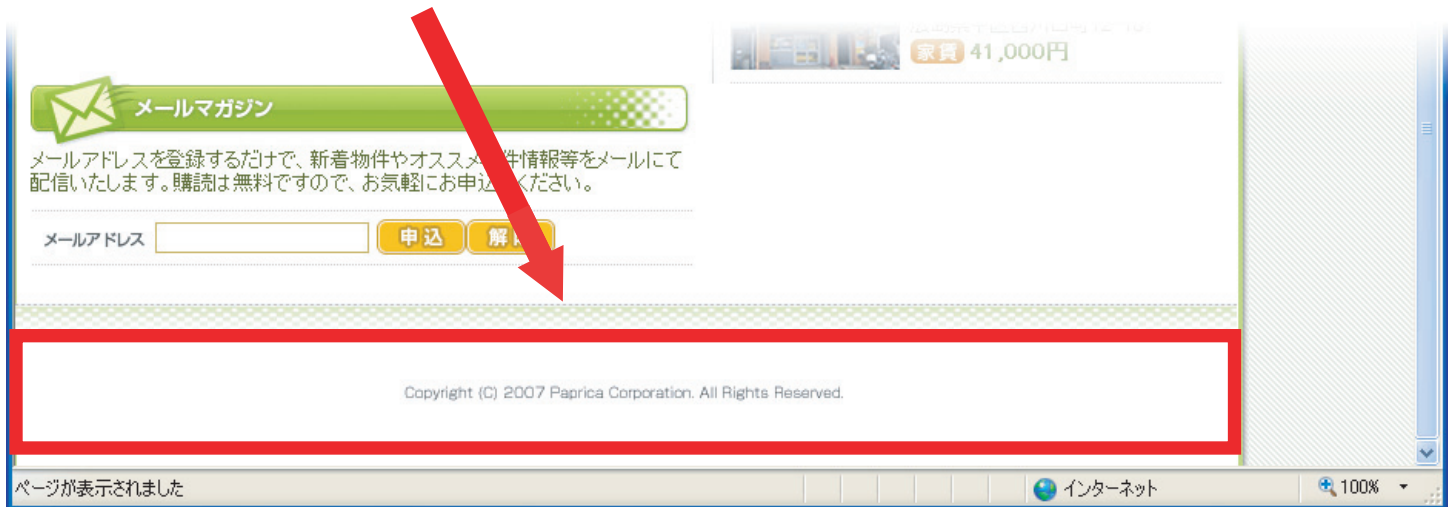 家賃 41,000円
メールマガジン
メールアドレスを登録するだけで、新着物件やオススメ 件情報等をメールにて
配信いたします。購読は無料ですので、お気軽にお申込 ください。
メールアドレス 申込 解
Copyright (C) 2007 Paprica Corporation. All Rights Reserved.
ページが表示されました インターネット 100%